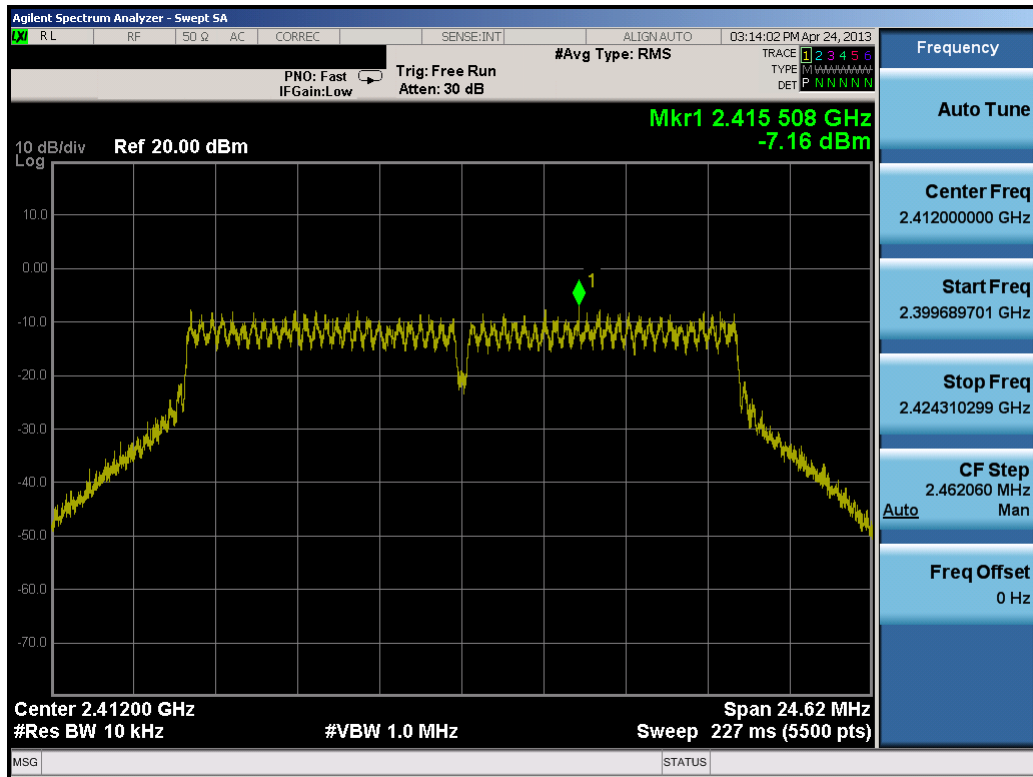 Agilent Spectrum Analyzer - Swept SA
LXI RL RF 50 Ω AC CORREC SENSE:INT ALIGN AUTO 03:14:02 PM Apr 24, 2013
#Avg Type: RMS
TRACE 1 2 3 4 5 6
TYPE M WWWWW
DET P N N N N N
PNO: Fast Trig: Free Run
IFGain:Low Atten: 30 dB
Mkr1 2.415 508 GHz
-7.16 dBm
10 dB/div Ref 20.00 dBm
Log
10.0
0.00
-10.0
-20.0
-30.0
-40.0
-50.0
-60.0
-70.0
1
Center 2.41200 GHz Span 24.62 MHz
#Res BW 10 kHz #VBW 1.0 MHz Sweep 227 ms (5500 pts)
MSG STATUS
Frequency
Auto Tune
Center Freq
2.412000000 GHz
Start Freq
2.399689701 GHz
Stop Freq
2.424310299 GHz
CF Step
2.462060 MHz
Auto Man
Freq Offset
0 Hz